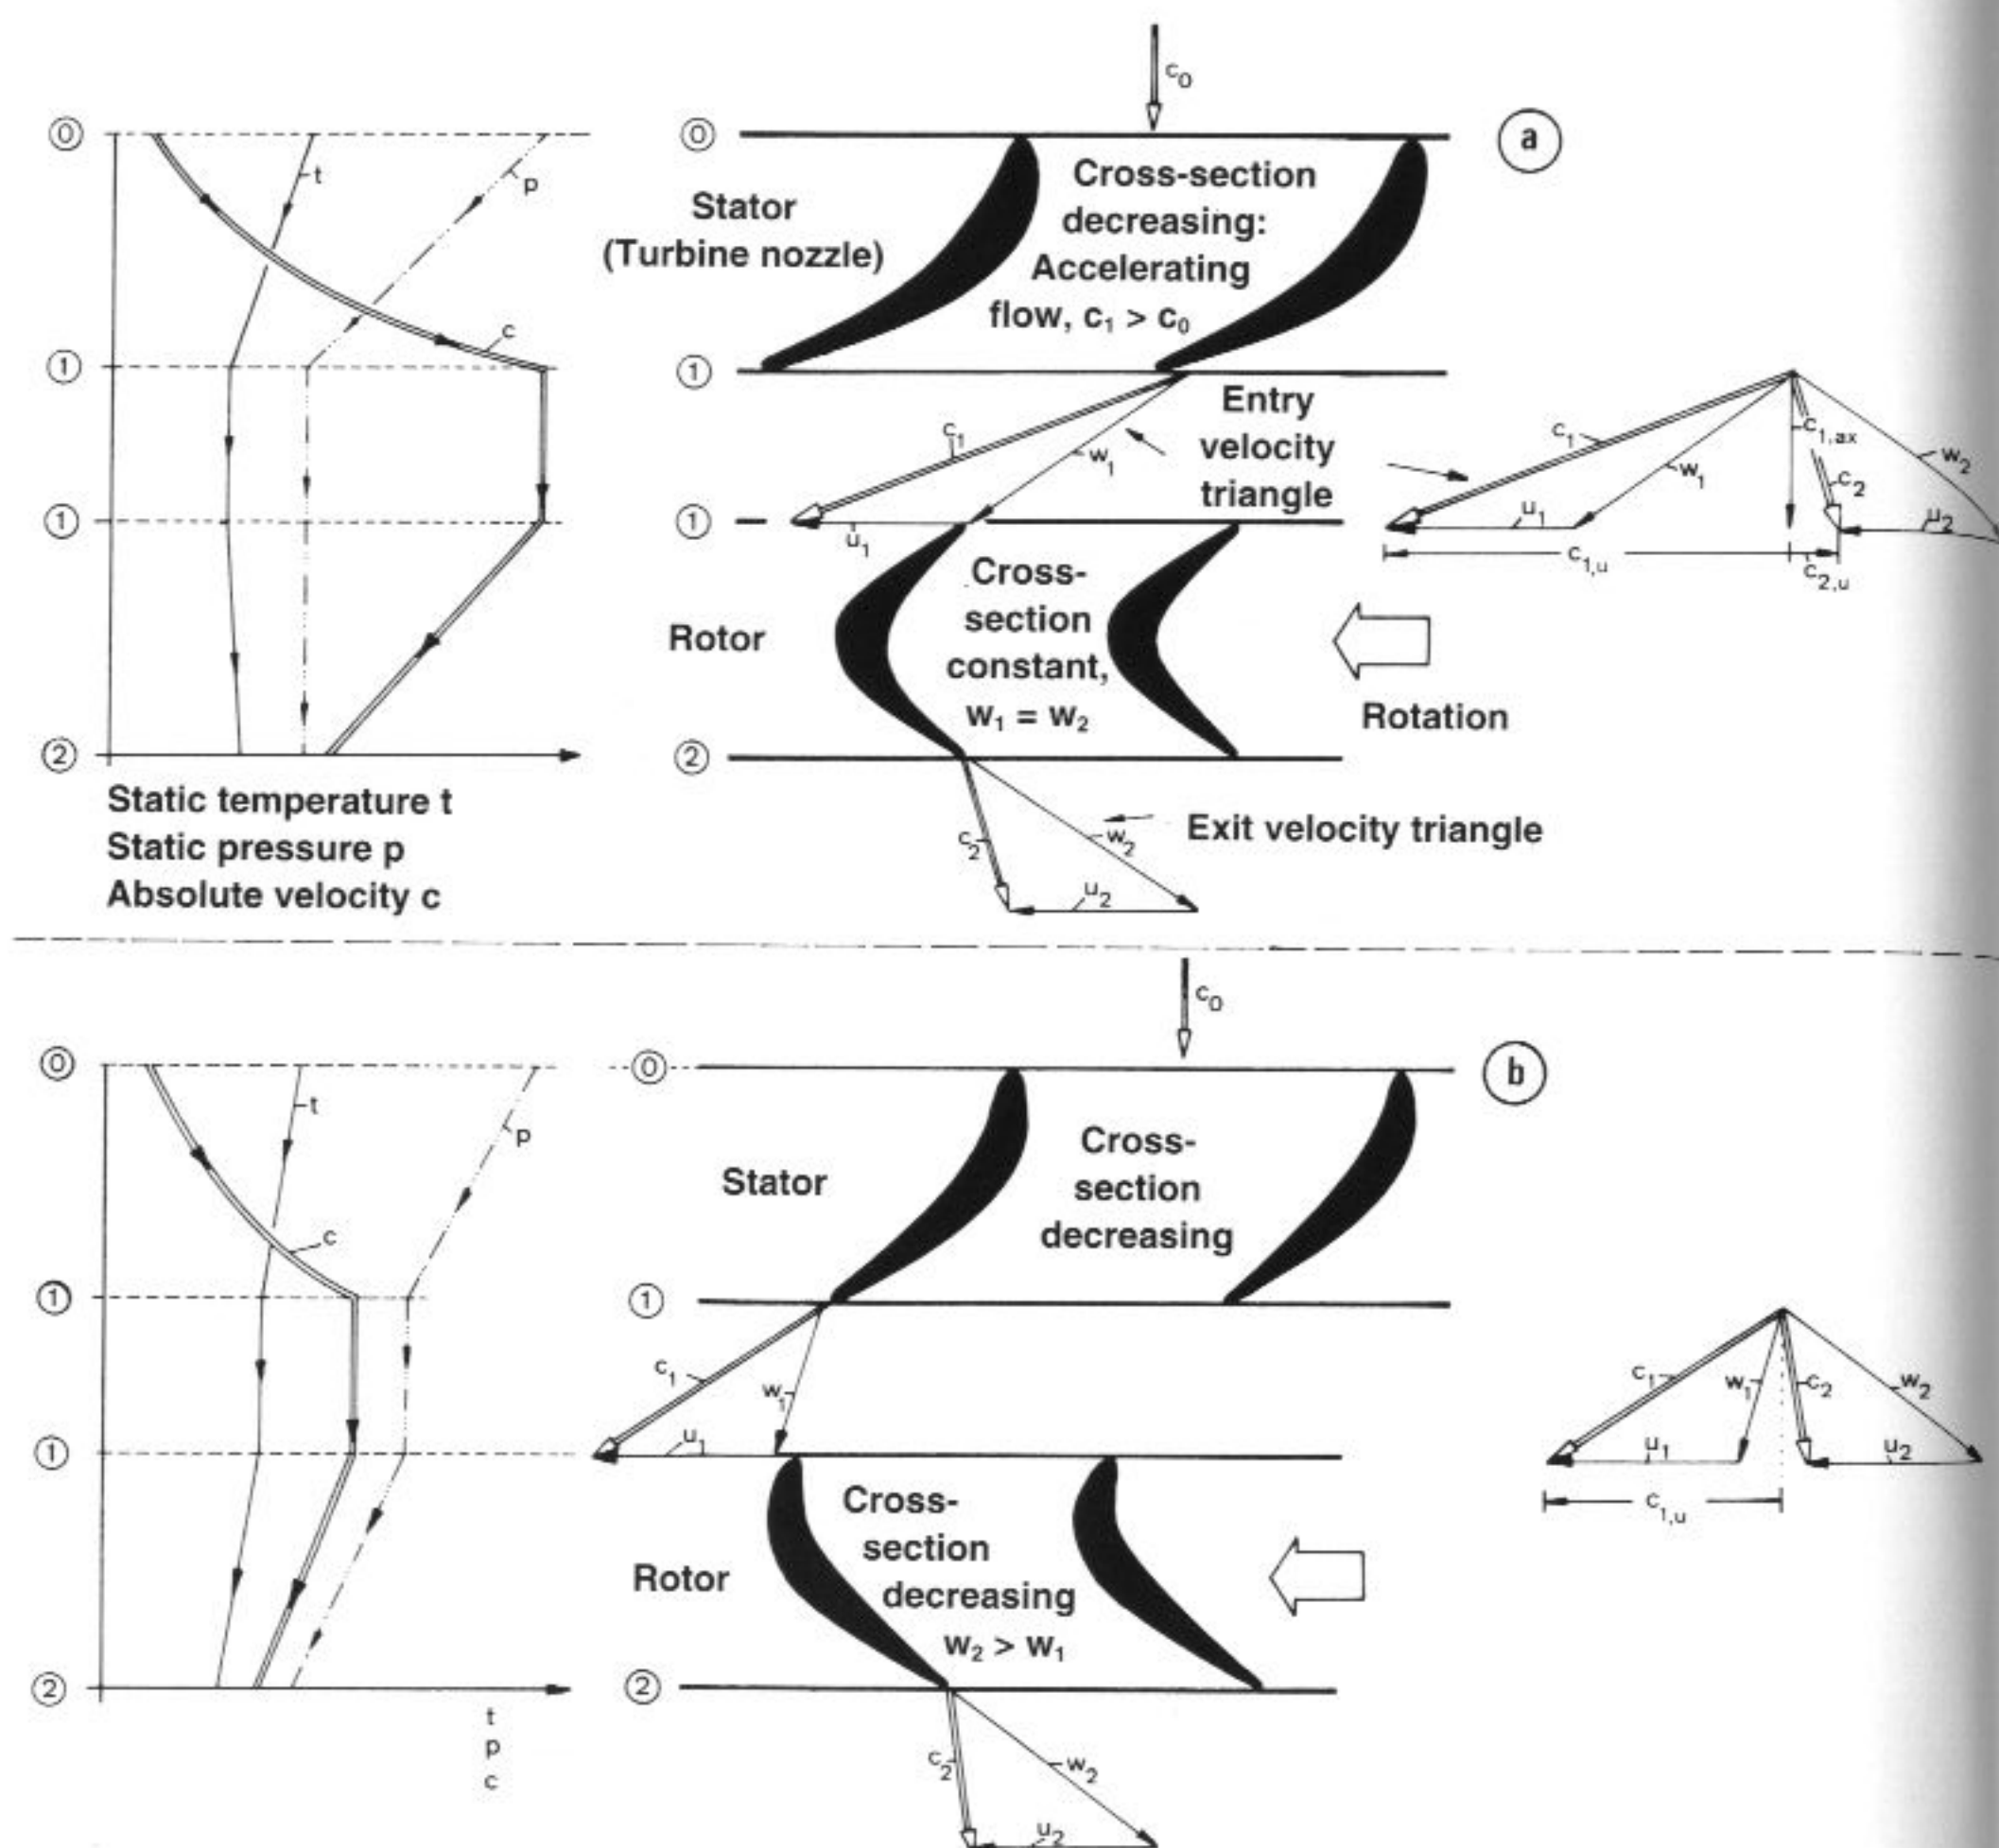 c₀
⓪
⓪
a
t
p
Stator
(Turbine nozzle)
Cross-section
decreasing:
Accelerating
flow, c₁ > c₀
c
①
①
Entry
velocity
triangle
c₁
w₁
c₁
w₁
c₁,ax
c₂
w₂
①
①
u₁
u₁
u₂
c₁,u
c₂,u
Rotor
Cross-
section
constant,
w₁ = w₂
Rotation
②
②
Static temperature t
Static pressure p
Absolute velocity c
c₂
w₂
u₂
Exit velocity triangle
c₀
⓪
⓪
b
t
p
c
Stator
Cross-
section
decreasing
①
①
c₁
w₁
u₁
c₁
w₁
c₂
w₂
u₁
u₂
c₁,u
①
Rotor
Cross-
section
decreasing
w₂ > w₁
②
②
t
p
c
c₂
w₂
u₂